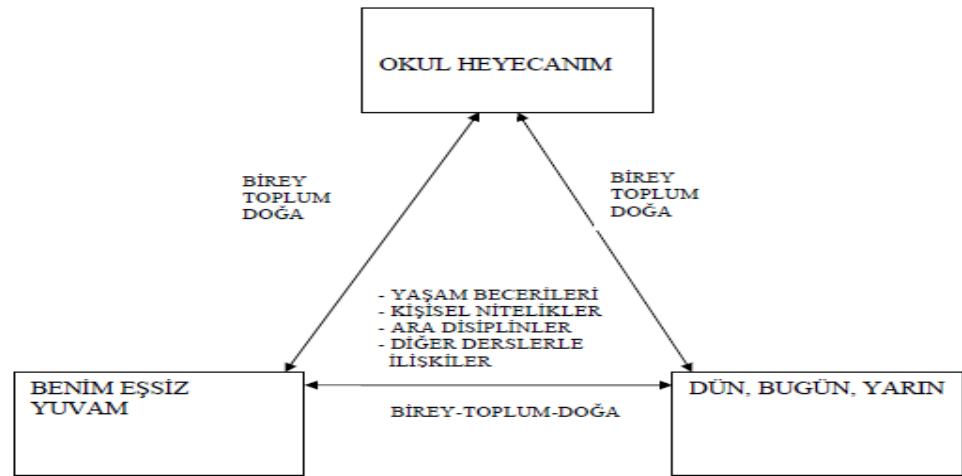 OKUL HEYECANIM
BİREY
TOPLUM
DOĞA
BİREY
TOPLUM
DOĞA
- YAŞAM BECERİLERİ
- KİŞİSEL NİTELİKLER
- ARA DİSİPLİNLER
- DİĞER DERSLERLE
İLİŞKİLER
BENİM EŞSİZ
YUVAM
DÜN, BUGÜN, YARIN
BİREY-TOPLUM-DOĞA